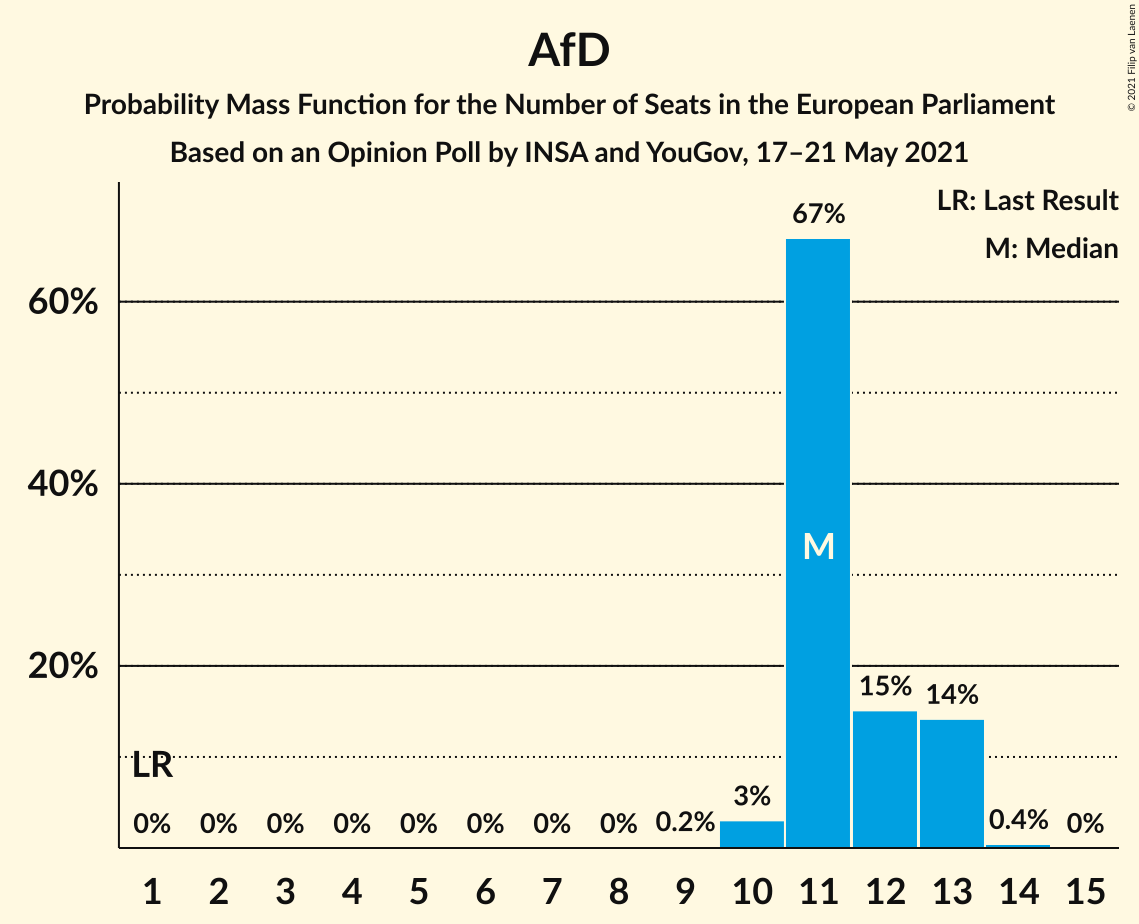 AfD
Probability Mass Function for the Number of Seats in the European Parliament
Based on an Opinion Poll by INSA and YouGov, 17–21 May 2021
© 2021 Filip van Laenen
LR: Last Result
M: Median
67%
60%
40%
M
20%
15%
14%
LR
3%
0% 0% 0% 0% 0% 0% 0% 0% 0.2% 0.4% 0%
1 2 3 4 5 6 7 8 9 10 11 12 13 14 15